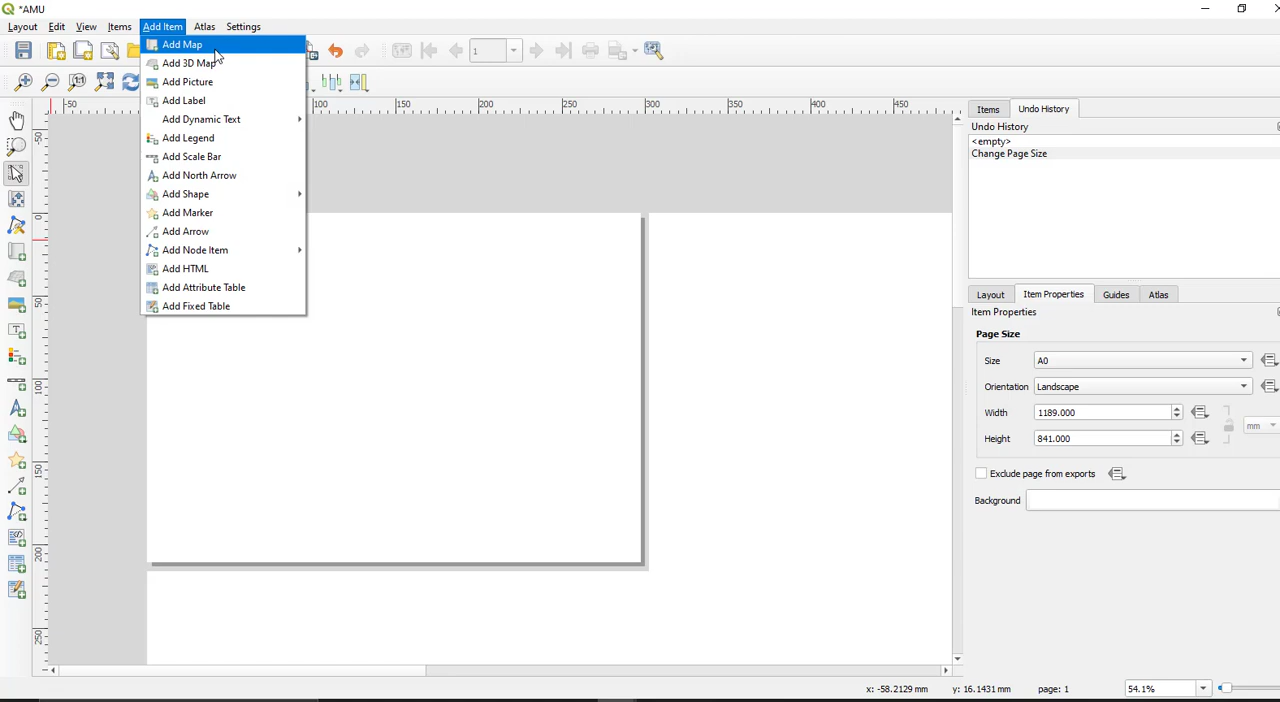 *AMU
Layout Edit View Items Add Item Atlas Settings
Add Map
Add 3D Map
Add Picture
Add Label
Add Dynamic Text
Add Legend
Add Scale Bar
Add North Arrow
Add Shape
Add Marker
Add Arrow
Add Node Item
Add HTML
Add Attribute Table
Add Fixed Table
1
-50 100 150 200 250 300 350 400 450
-50
0
50
100
150
200
250
Items Undo History
Undo History
<empty>
Change Page Size
Layout Item Properties Guides Atlas
Item Properties
Page Size
Size A0
Orientation Landscape
Width 1189.000
mm
Height 841.000
Exclude page from exports
Background
x: -58.2129 mm y: 16.1431 mm page: 1 54.1%